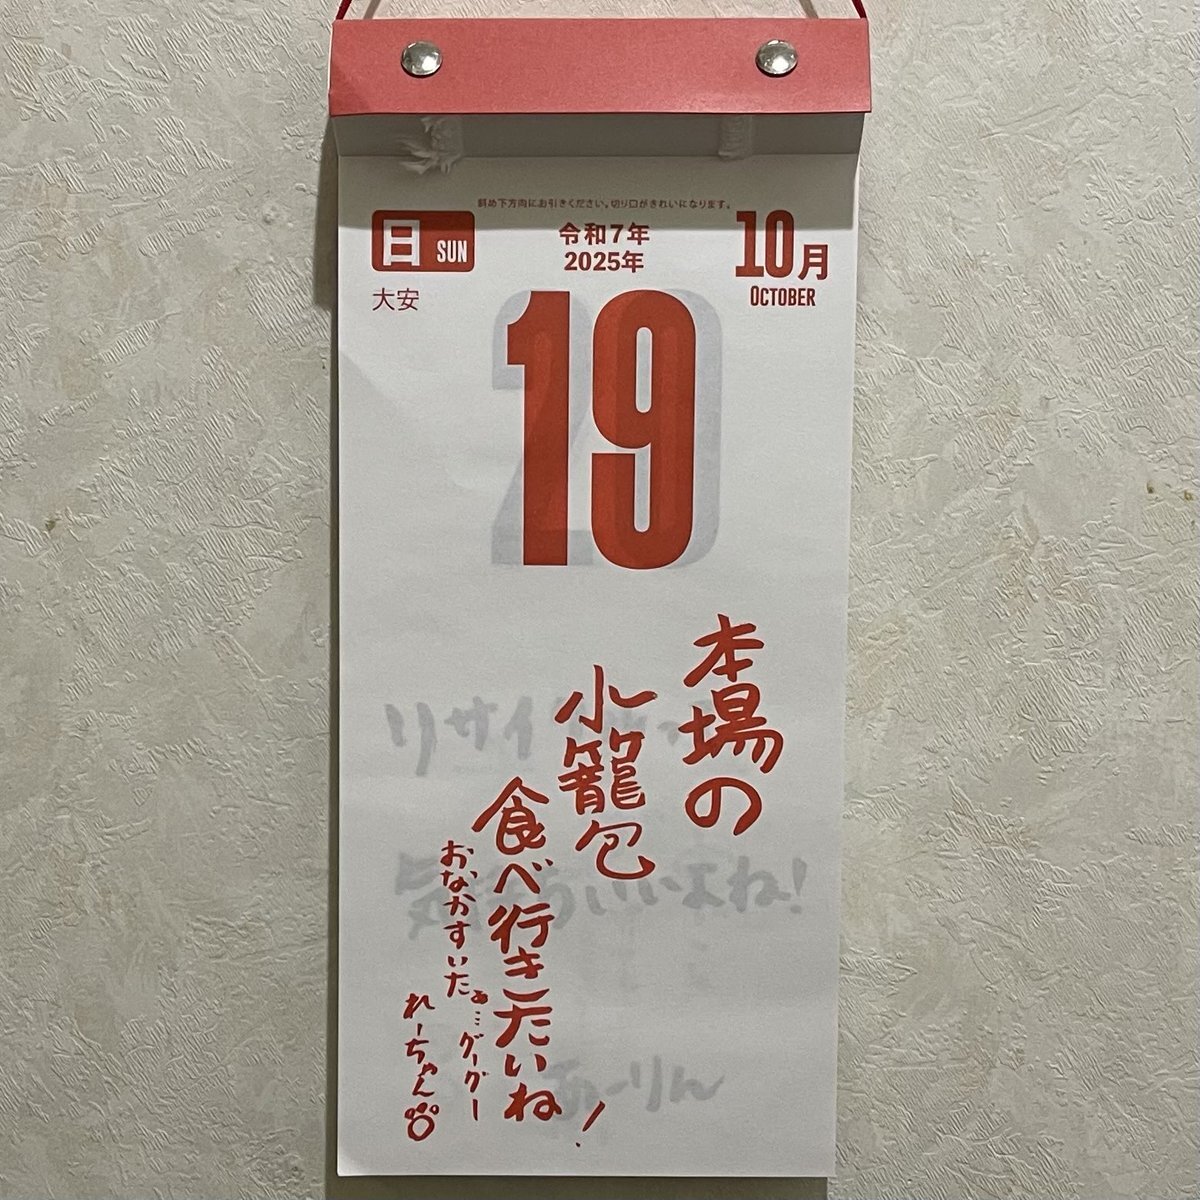 斜め下方向にお引きください。切り口がきれいになります。
日 SUN
大安
令和7年
2025年
10月
OCTOBER
19
本場の
小籠包
食べ行きたいね!
おなかすいたぁ…グーグー
れーちゃん